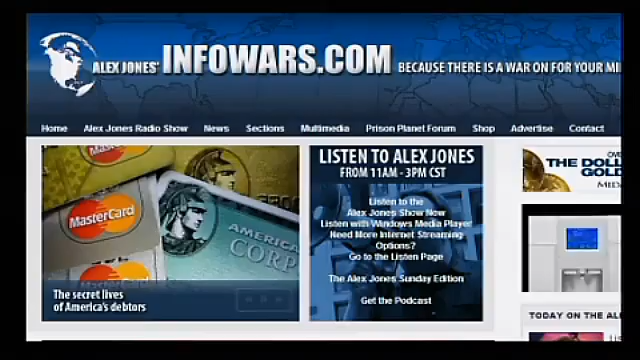 ALEX JONES' INFOWARS.COM BECAUSE THERE IS A WAR ON FOR YOUR MI
Home Alex Jones Radio Show News Sections Multimedia Prison Planet Forum Shop Advertise Contact
MasterCard
MasterCard
AMERICA
CORP
The secret lives
of America's debtors
LISTEN TO ALEX JONES
FROM 11AM - 3PM CST
Listen to the
Alex Jones Show Now
Listen with Windows Media Player
Need More Internet Streaming
Options?
Go to the Listen Page
The Alex Jones Sunday Edition
Get the Podcast
OVE
THE DOLL
GOLD
MID
TODAY ON THE AL